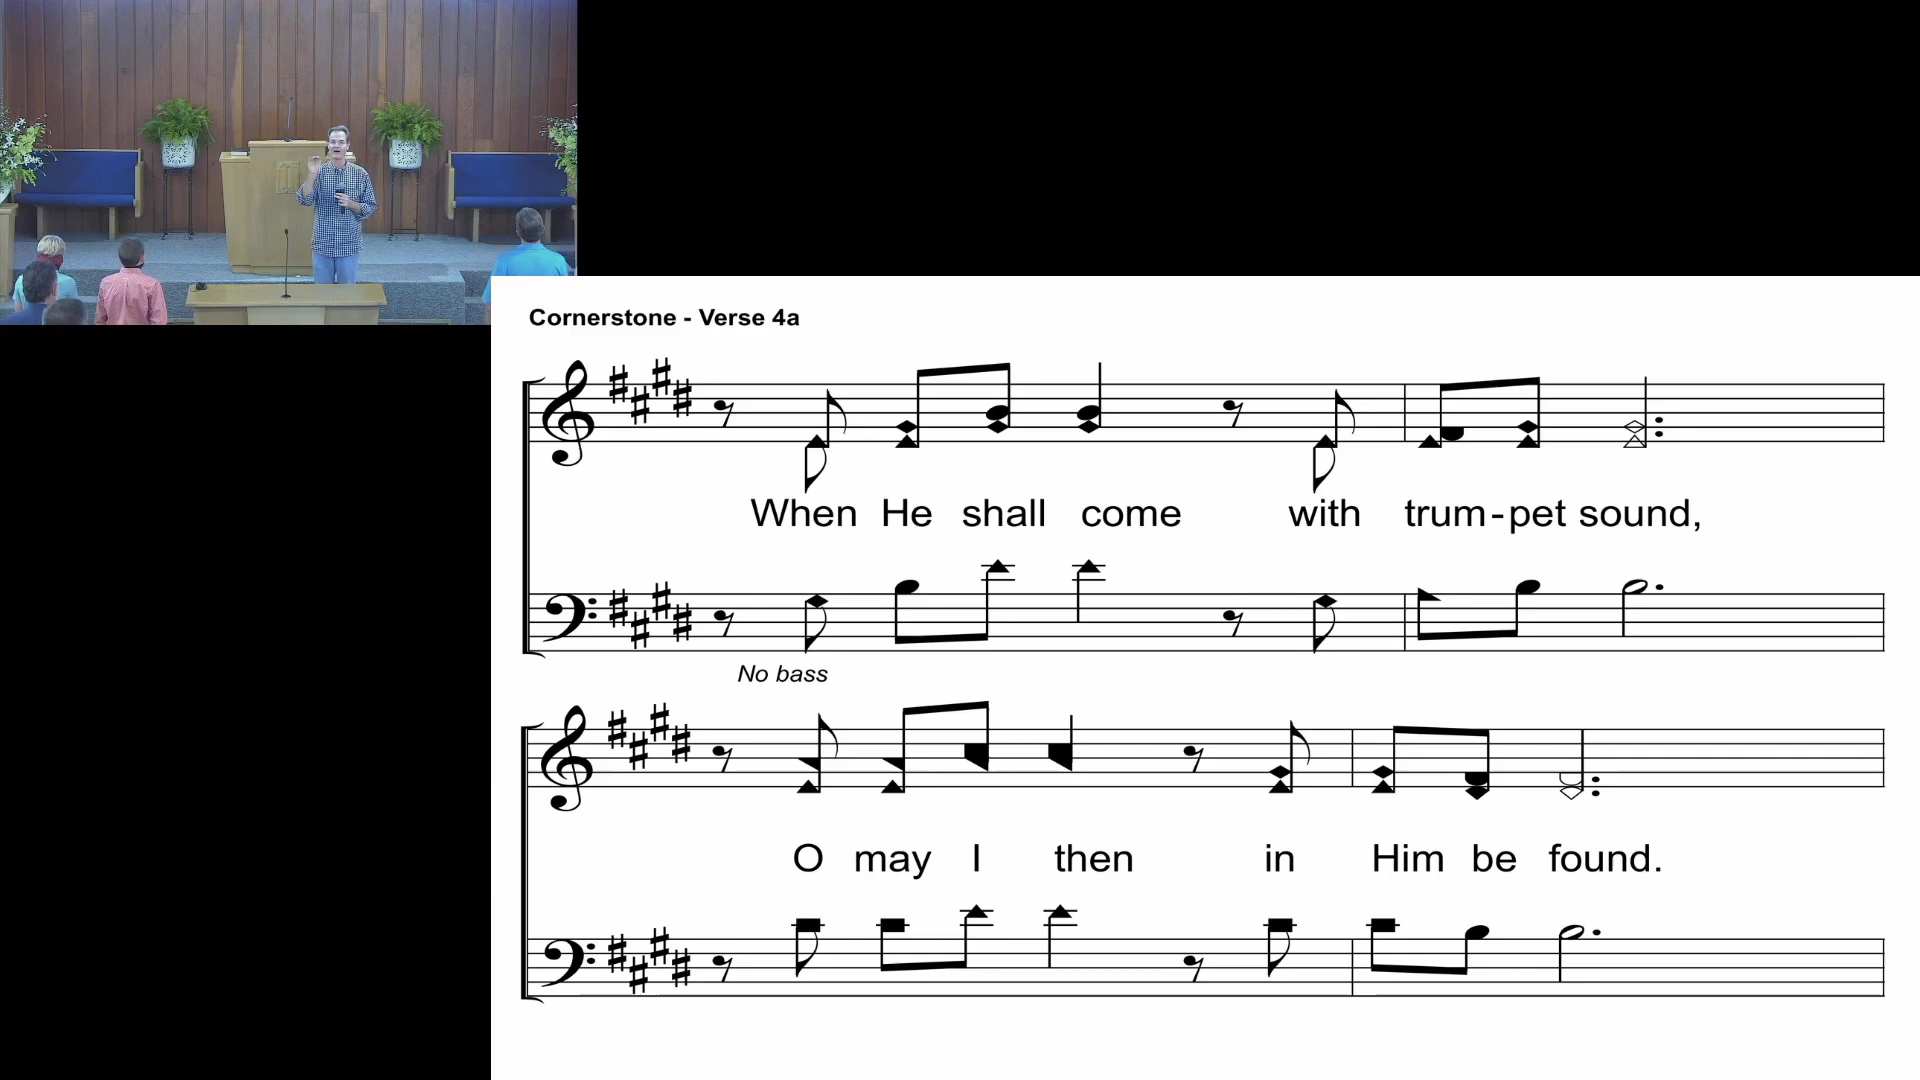 Cornerstone - Verse 4a
When He shall come with trum-pet sound,
No bass
O may I then in Him be found.